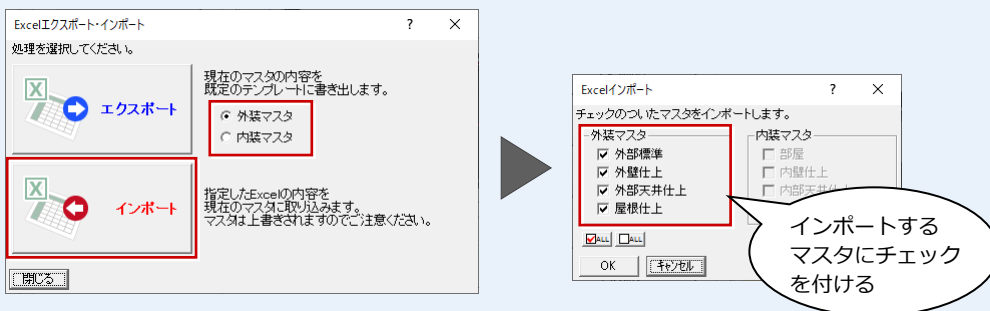 Excelエクスポート・インポート
処理を選択してください。
エクスポート
現在のマスタの内容を
既定のテンプレートに書き出します。
外装マスタ
内装マスタ
インポート
指定したExcelの内容を
現在のマスタに取り込みます。
マスタは上書きされますのでご注意ください。
閉じる
Excelインポート
チェックのついたマスタをインポートします。
外装マスタ
外部標準
外壁仕上
外部天井仕上
屋根仕上
内装マスタ
部屋
内壁仕上
内部天井仕上
ALL
ALL
OK
キャンセル
インポートする
マスタにチェック
を付ける